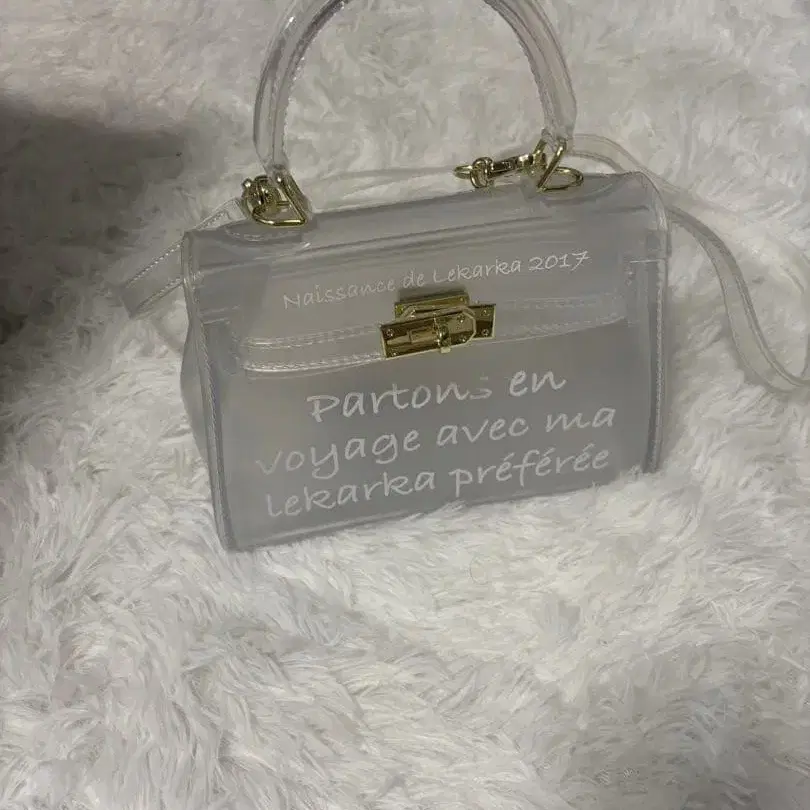 Naissance de Lekarka 2017
Partons en
voyage avec ma
lekarka préférée